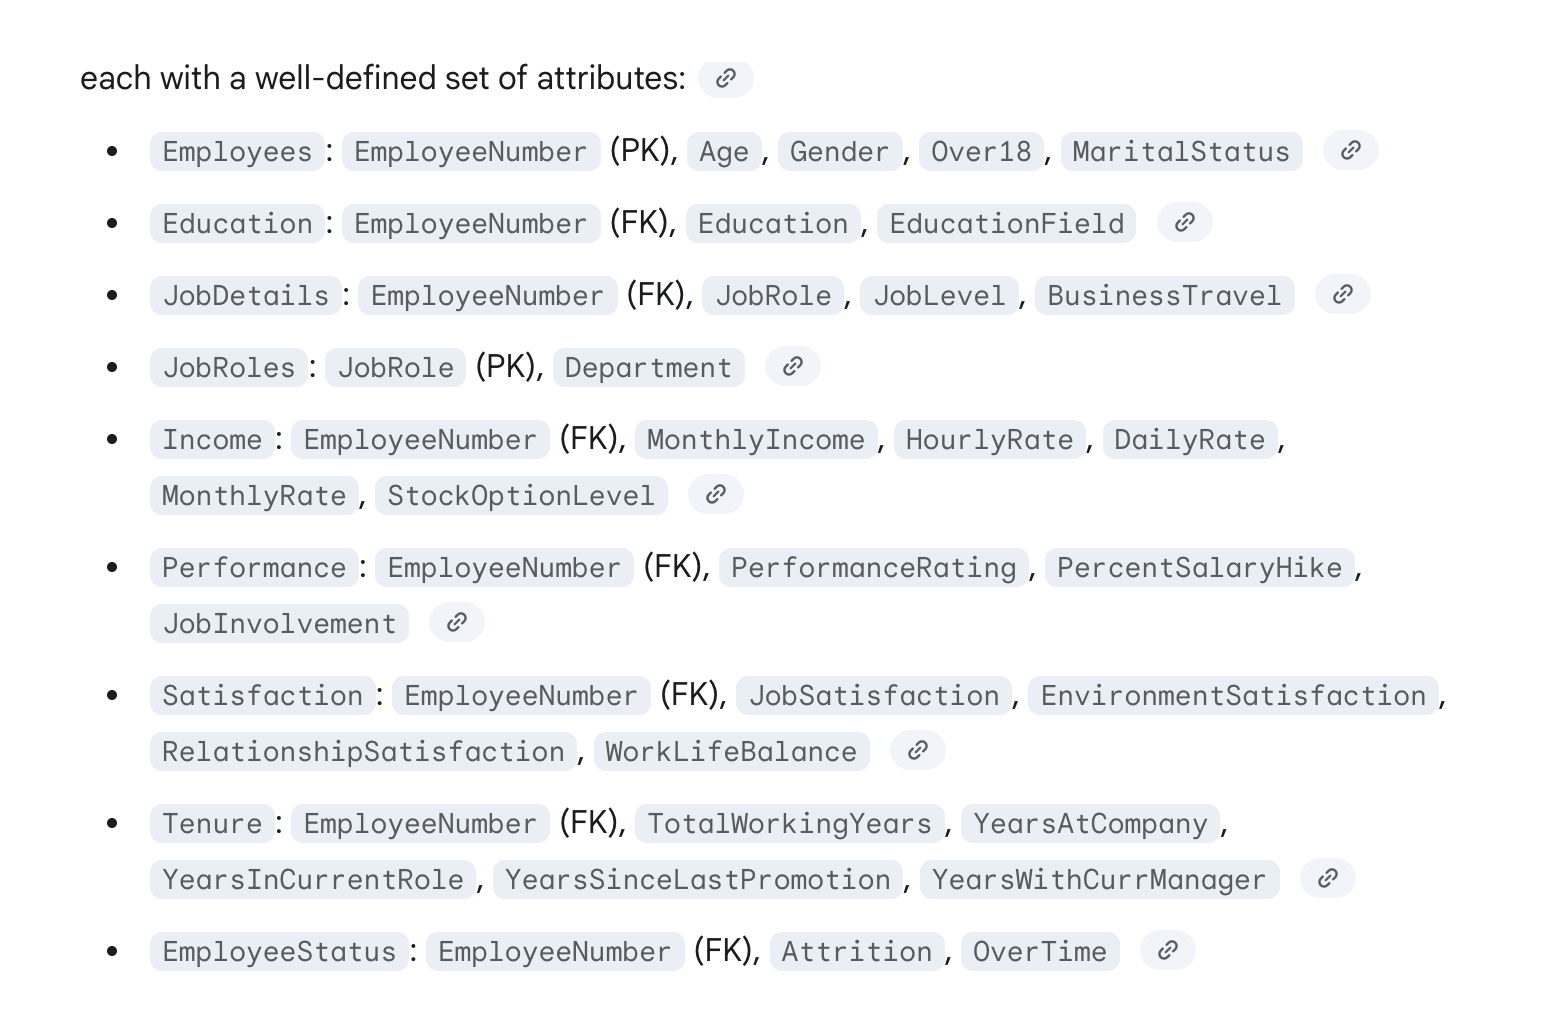 each with a well-defined set of attributes:
• Employees: EmployeeNumber (PK), Age, Gender, Over18, MaritalStatus
• Education: EmployeeNumber (FK), Education, EducationField
• JobDetails: EmployeeNumber (FK), JobRole, JobLevel, BusinessTravel
• JobRoles: JobRole (PK), Department
• Income: EmployeeNumber (FK), MonthlyIncome, HourlyRate, DailyRate,
MonthlyRate, StockOptionLevel
• Performance: EmployeeNumber (FK), PerformanceRating, PercentSalaryHike,
JobInvolvement
• Satisfaction: EmployeeNumber (FK), JobSatisfaction, EnvironmentSatisfaction,
RelationshipSatisfaction, WorkLifeBalance
• Tenure: EmployeeNumber (FK), TotalWorkingYears, YearsAtCompany,
YearsInCurrentRole, YearsSinceLastPromotion, YearsWithCurrManager
• EmployeeStatus: EmployeeNumber (FK), Attrition, OverTime